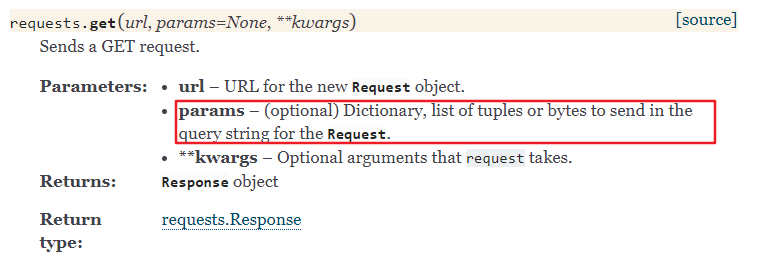 requests.get(url, params=None, **kwargs) [source]
Sends a GET request.
Parameters: • url – URL for the new Request object.
• params – (optional) Dictionary, list of tuples or bytes to send in the
query string for the Request.
• **kwargs – Optional arguments that request takes.
Returns: Response object
Return requests.Response
type: